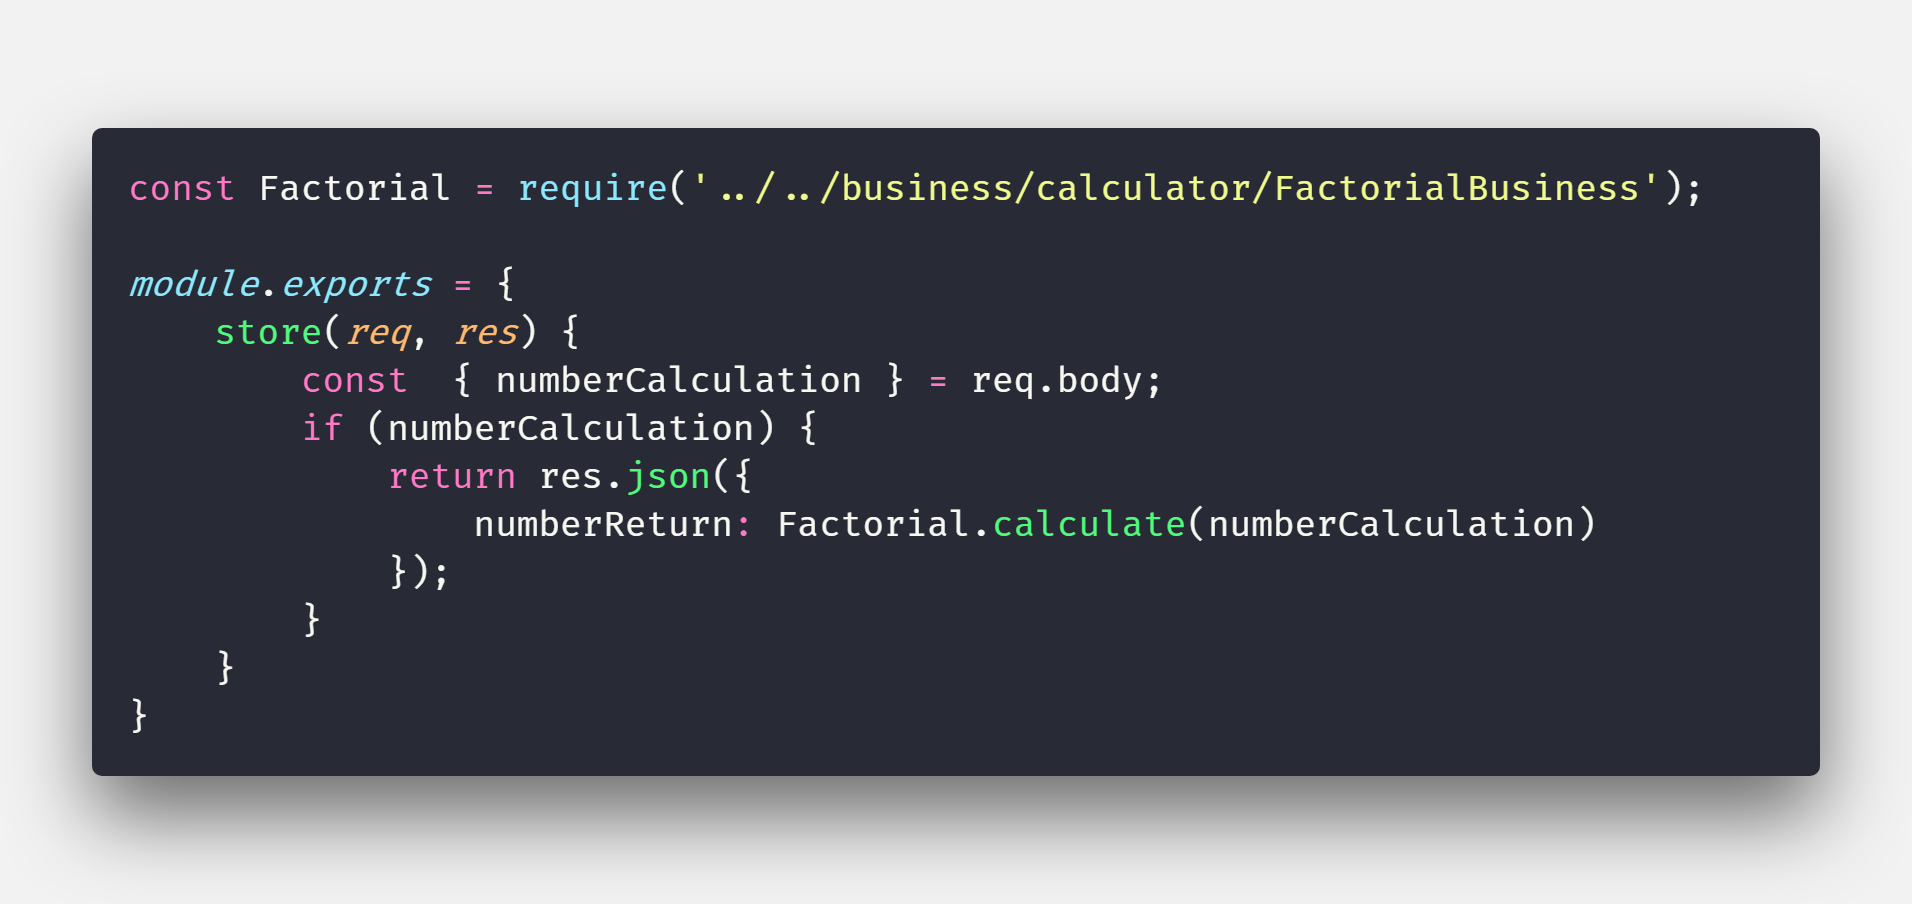 const Factorial = require('../../business/calculator/FactorialBusiness');

module.exports = {
    store(req, res) {
        const  { numberCalculation } = req.body;
        if (numberCalculation) {
            return res.json({
                numberReturn: Factorial.calculate(numberCalculation)
            });
        }
    }
}